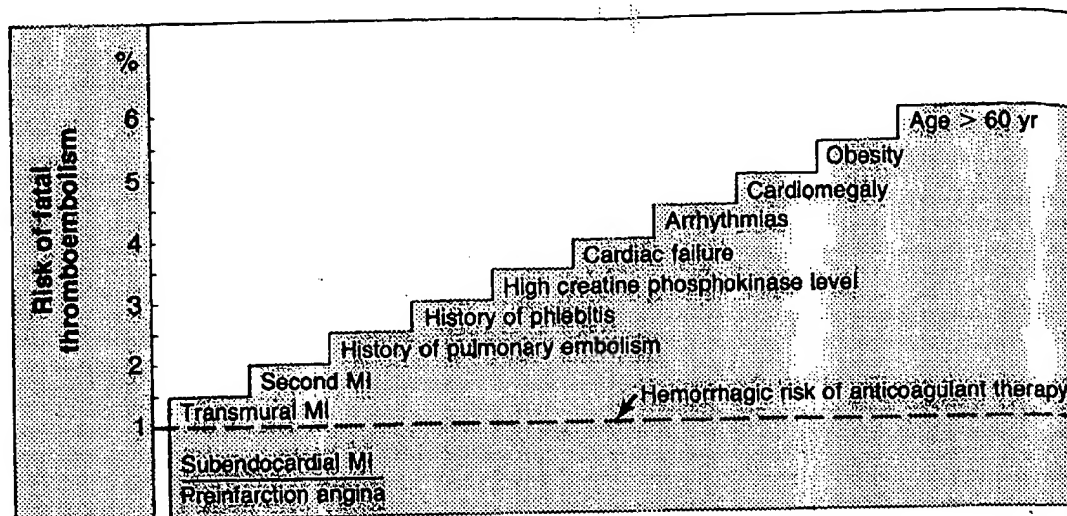 Risk of fatal
thromboembolism
%
6
5
4
3
2
1
Age > 60 yr
Obesity
Cardiomegaly
Arrhythmias
Cardiac failure
High creatine phosphokinase level
History of phlebitis
History of pulmonary embolism
Second MI
Hemorrhagic risk of anticoagulant therapy
Transmural MI
Subendocardial MI
Preinfarction angina